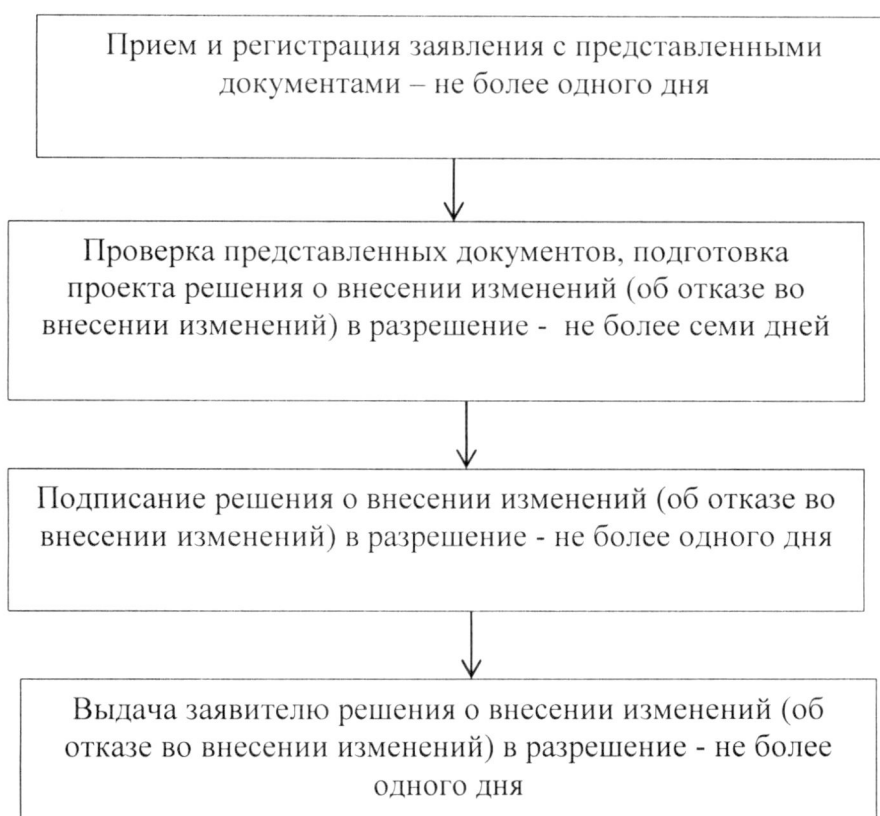 Прием и регистрация заявления с представленными
документами – не более одного дня
Проверка представленных документов, подготовка
проекта решения о внесении изменений (об отказе во
внесении изменений) в разрешение - не более семи дней
Подписание решения о внесении изменений (об отказе во
внесении изменений) в разрешение - не более одного дня
Выдача заявителю решения о внесении изменений (об
отказе во внесении изменений) в разрешение - не более
одного дня